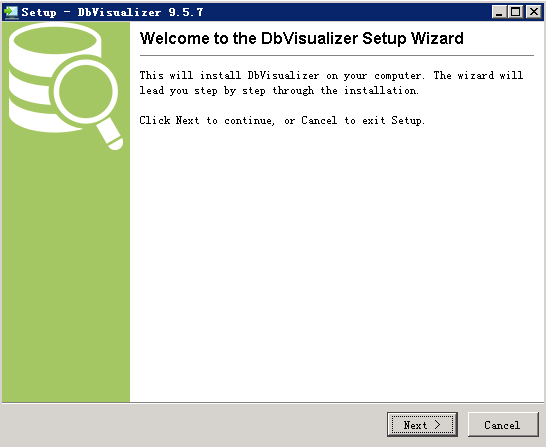 Setup - DbVisualizer 9.5.7
Welcome to the DbVisualizer Setup Wizard
This will install DbVisualizer on your computer. The wizard will
lead you step by step through the installation.
Click Next to continue, or Cancel to exit Setup.
Next >
Cancel